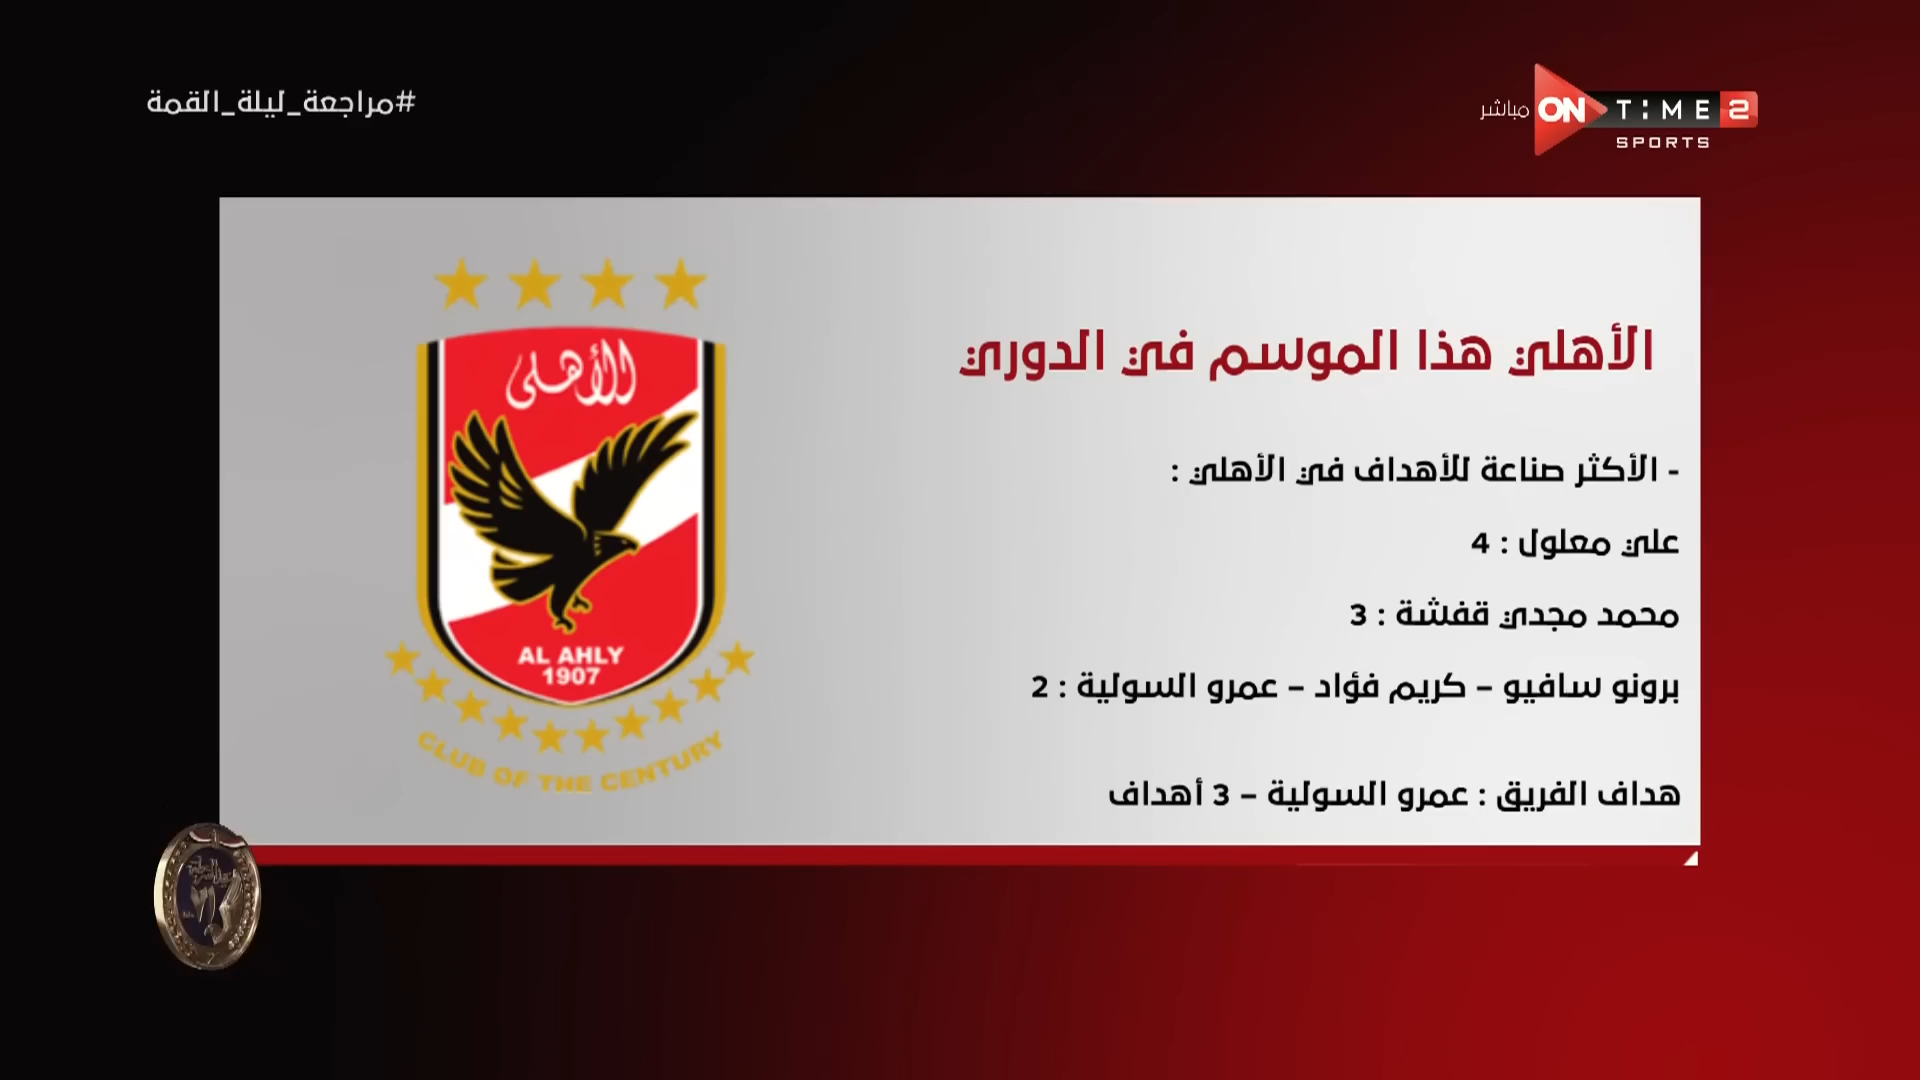 #مراجعة_ليلة_القمة
مباشر ON TIME 2
SPORTS
الأهلي هذا الموسم في الدوري
- الأكثر صناعة للأهداف في الأهلي :
علي معلول : 4
محمد مجدي قفشة : 3
برونو سافيو – كريم فؤاد – عمرو السولية : 2
هداف الفريق : عمرو السولية – 3 أهداف
الأهلى
AL AHLY
1907
CLUB OF THE CENTURY